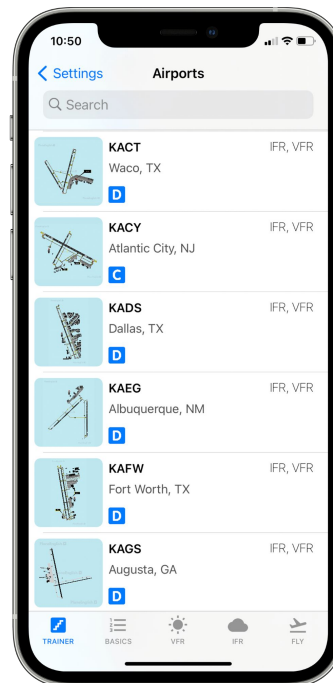 10:50
Settings
Airports
Search
KACT
IFR, VFR
Waco, TX
D
KACY
IFR, VFR
Atlantic City, NJ
C
KADS
IFR, VFR
Dallas, TX
D
KAEG
IFR, VFR
Albuquerque, NM
D
KAFW
IFR, VFR
Fort Worth, TX
D
KAGS
IFR, VFR
Augusta, GA
D
TRAINER
BASICS
VFR
IFR
FLY